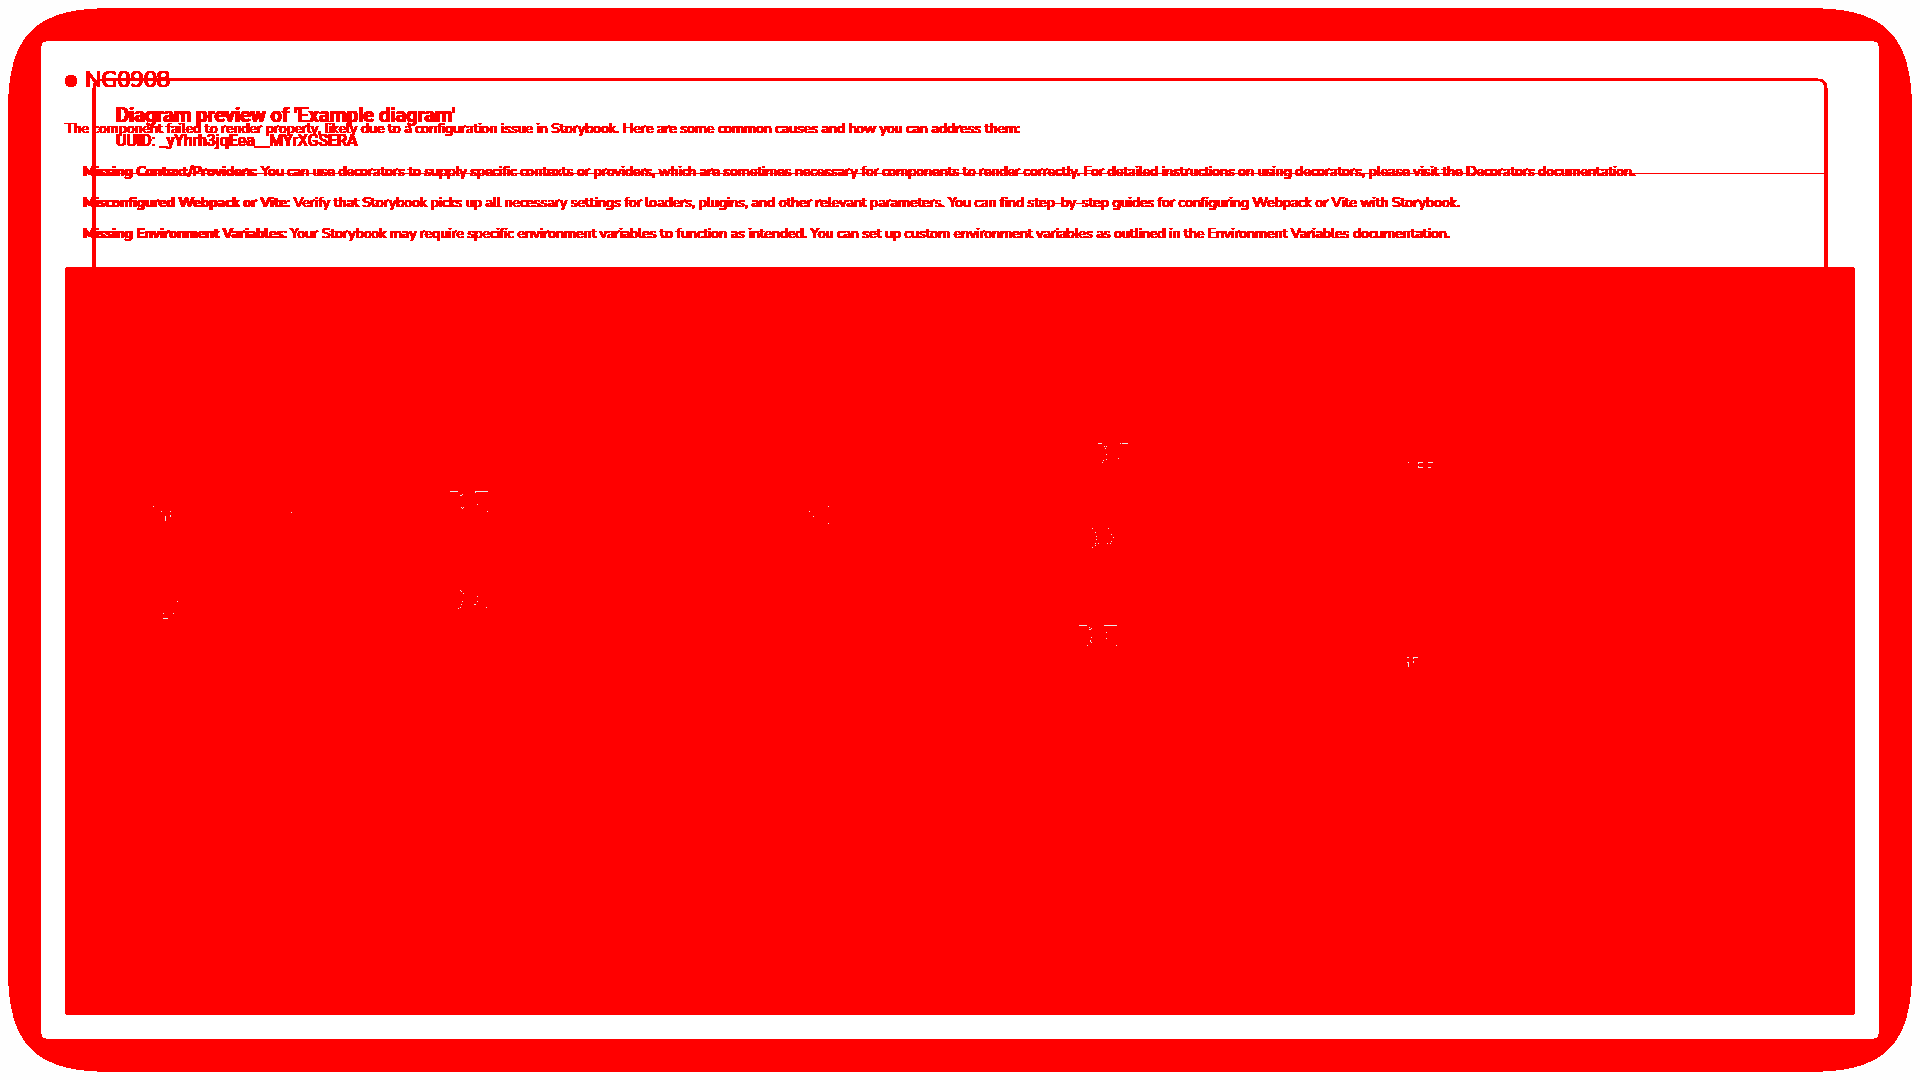 NG0908
Diagram preview of 'Example diagram'
The component failed to render properly, likely due to a configuration issue in Storybook. Here are some common causes and how you can address them:
UUID: _yYhrh3jqEea__MYrXGSERA
Missing Context/Providers: You can use decorators to supply specific contexts or providers, which are sometimes necessary for components to render correctly. For detailed instructions on using decorators, please visit the Decorators documentation.
Misconfigured Webpack or Vite: Verify that Storybook picks up all necessary settings for loaders, plugins, and other relevant parameters. You can find step-by-step guides for configuring Webpack or Vite with Storybook.
Missing Environment Variables: Your Storybook may require specific environment variables to function as intended. You can set up custom environment variables as outlined in the Environment Variables documentation.